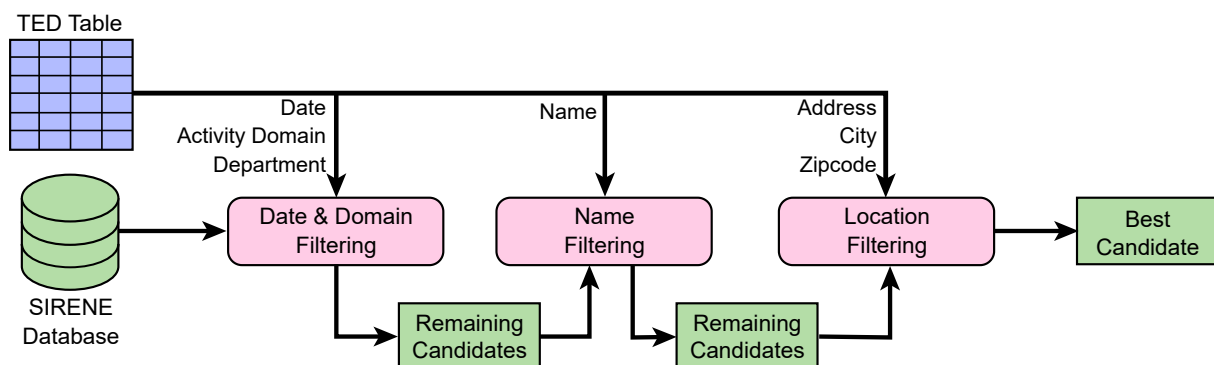 TED Table
Date
Activity Domain
Department
Name
Address
City
Zipcode
SIRENE
Database
Date & Domain
Filtering
Name
Filtering
Location
Filtering
Best
Candidate
Remaining
Candidates
Remaining
Candidates